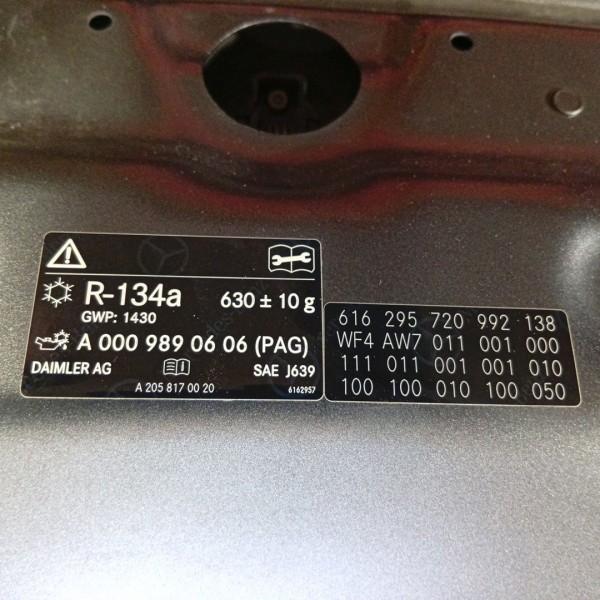 R-134a 630 ± 10 g
GWP: 1430
A 000 989 06 06 (PAG)
DAIMLER AG SAE J639
A 205 817 00 20 6162957
616 295 720 992 138
WF4 AW7 011 001 000
111 011 001 001 010
100 100 010 100 050